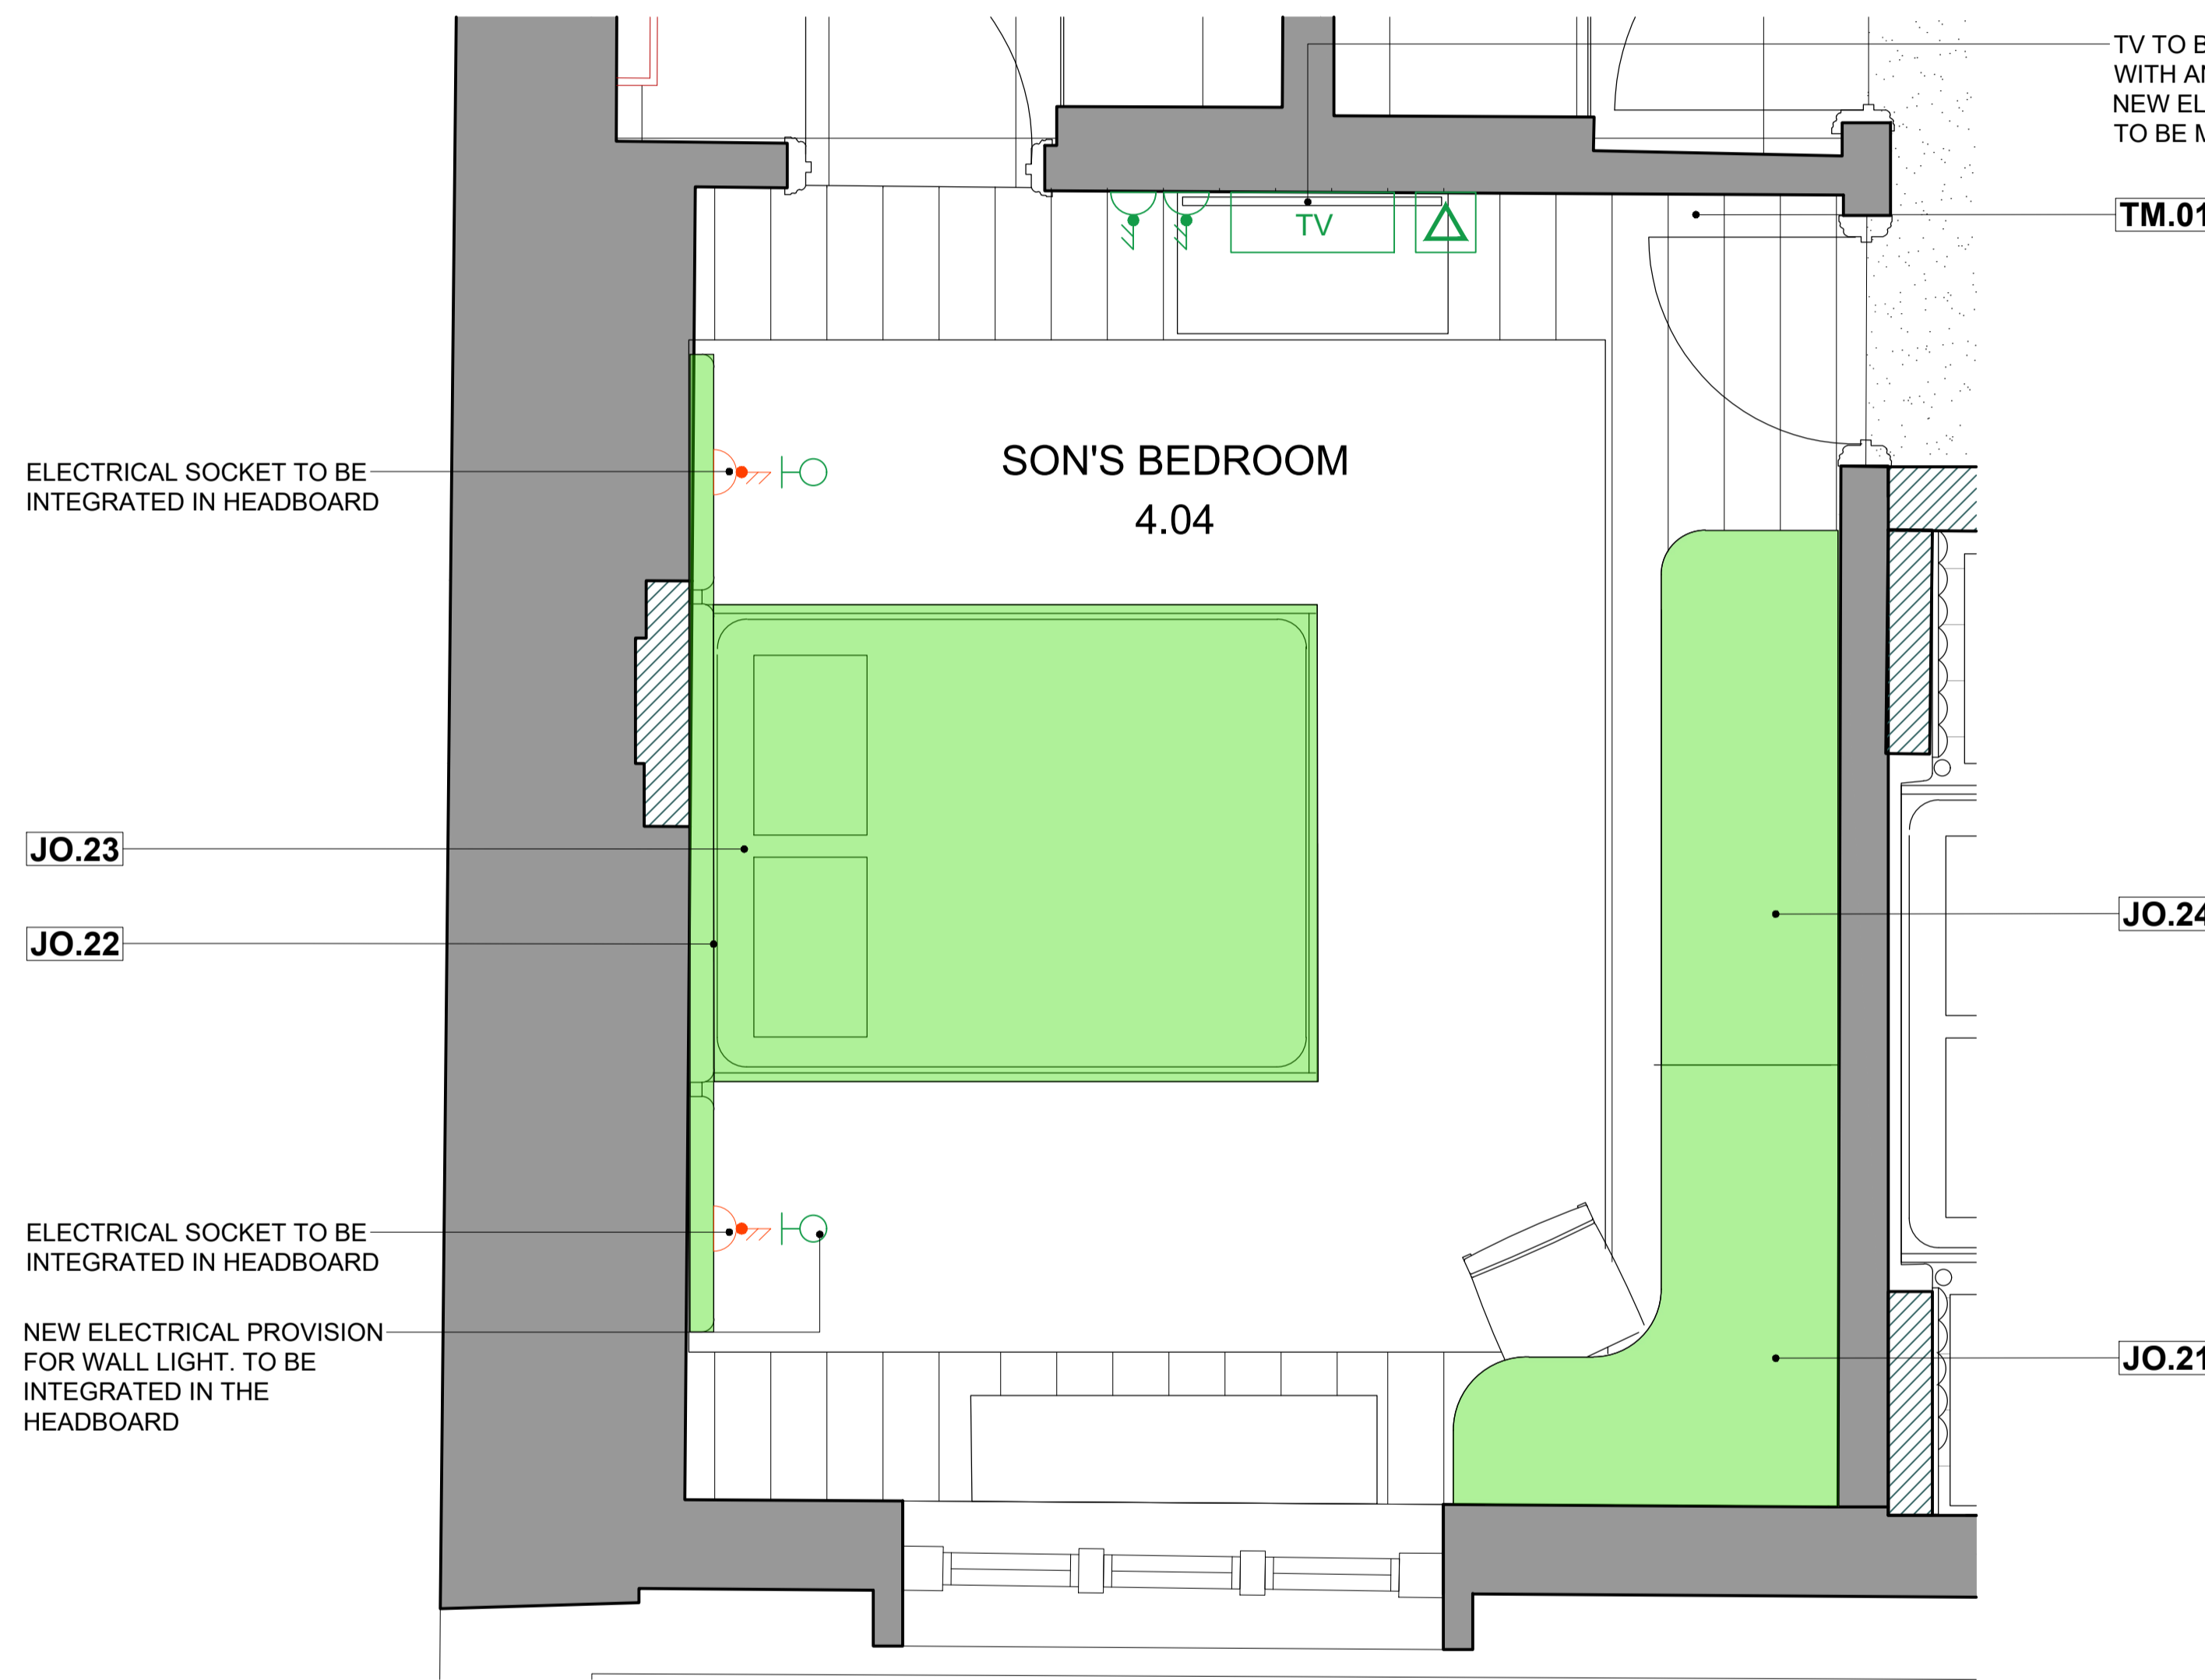 TV TO B
WITH AN
NEW EL
TO BE M
TM.01
TV
SON'S BEDROOM
4.04
ELECTRICAL SOCKET TO BE
INTEGRATED IN HEADBOARD
JO.23
JO.22
JO.24
ELECTRICAL SOCKET TO BE
INTEGRATED IN HEADBOARD
NEW ELECTRICAL PROVISION
FOR WALL LIGHT. TO BE
INTEGRATED IN THE
HEADBOARD
JO.21